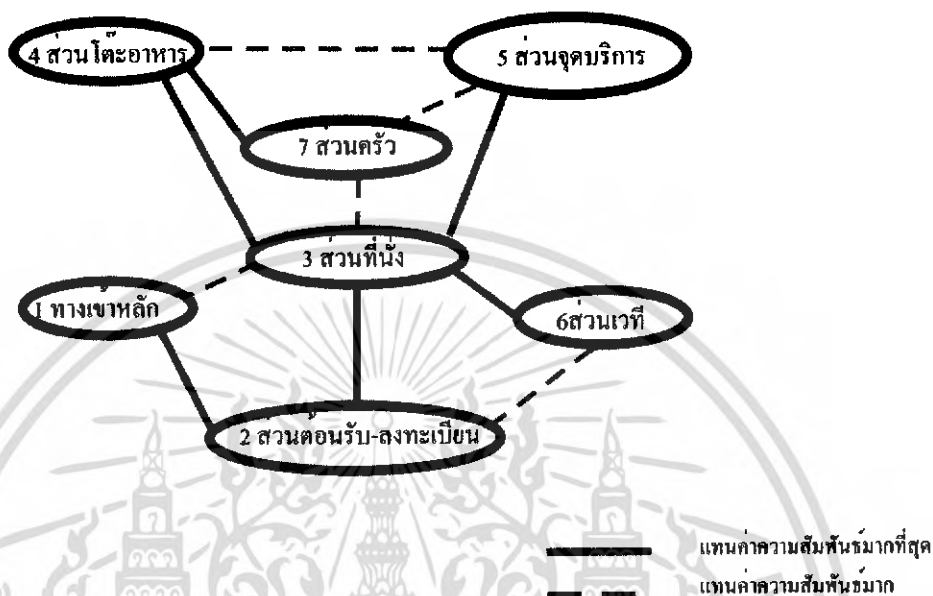 4 ส่วนโต๊ะอาหาร
5 ส่วนจุดบริการ
7 ส่วนครัว
3 ส่วนที่นั่ง
1 ทางเข้าหลัก
6ส่วนเวที
2 ส่วนต้อนรับ-ลงทะเบียน
แทนค่าความสัมพันธ์มากที่สุด
แทนค่าความสัมพันธ์มาก